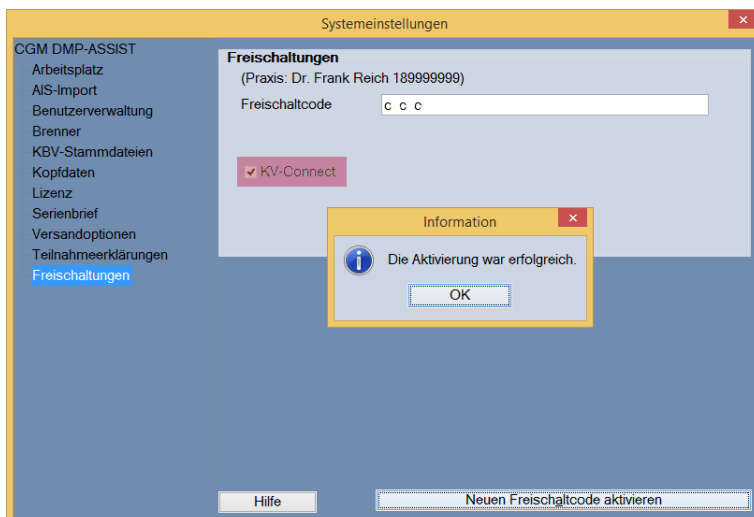 Systemeinstellungen
CGM DMP-ASSIST
Arbeitsplatz
AIS-Import
Benutzerverwaltung
Brenner
KBV-Stammdateien
Kopfdaten
Lizenz
Serienbrief
Versandoptionen
Teilnahmeerklärungen
Freischaltungen
Freischaltungen
(Praxis: Dr. Frank Reich 189999999)
Freischaltcode c c c
KV-Connect
Information
Die Aktivierung war erfolgreich.
OK
Hilfe
Neuen Freischaltcode aktivieren